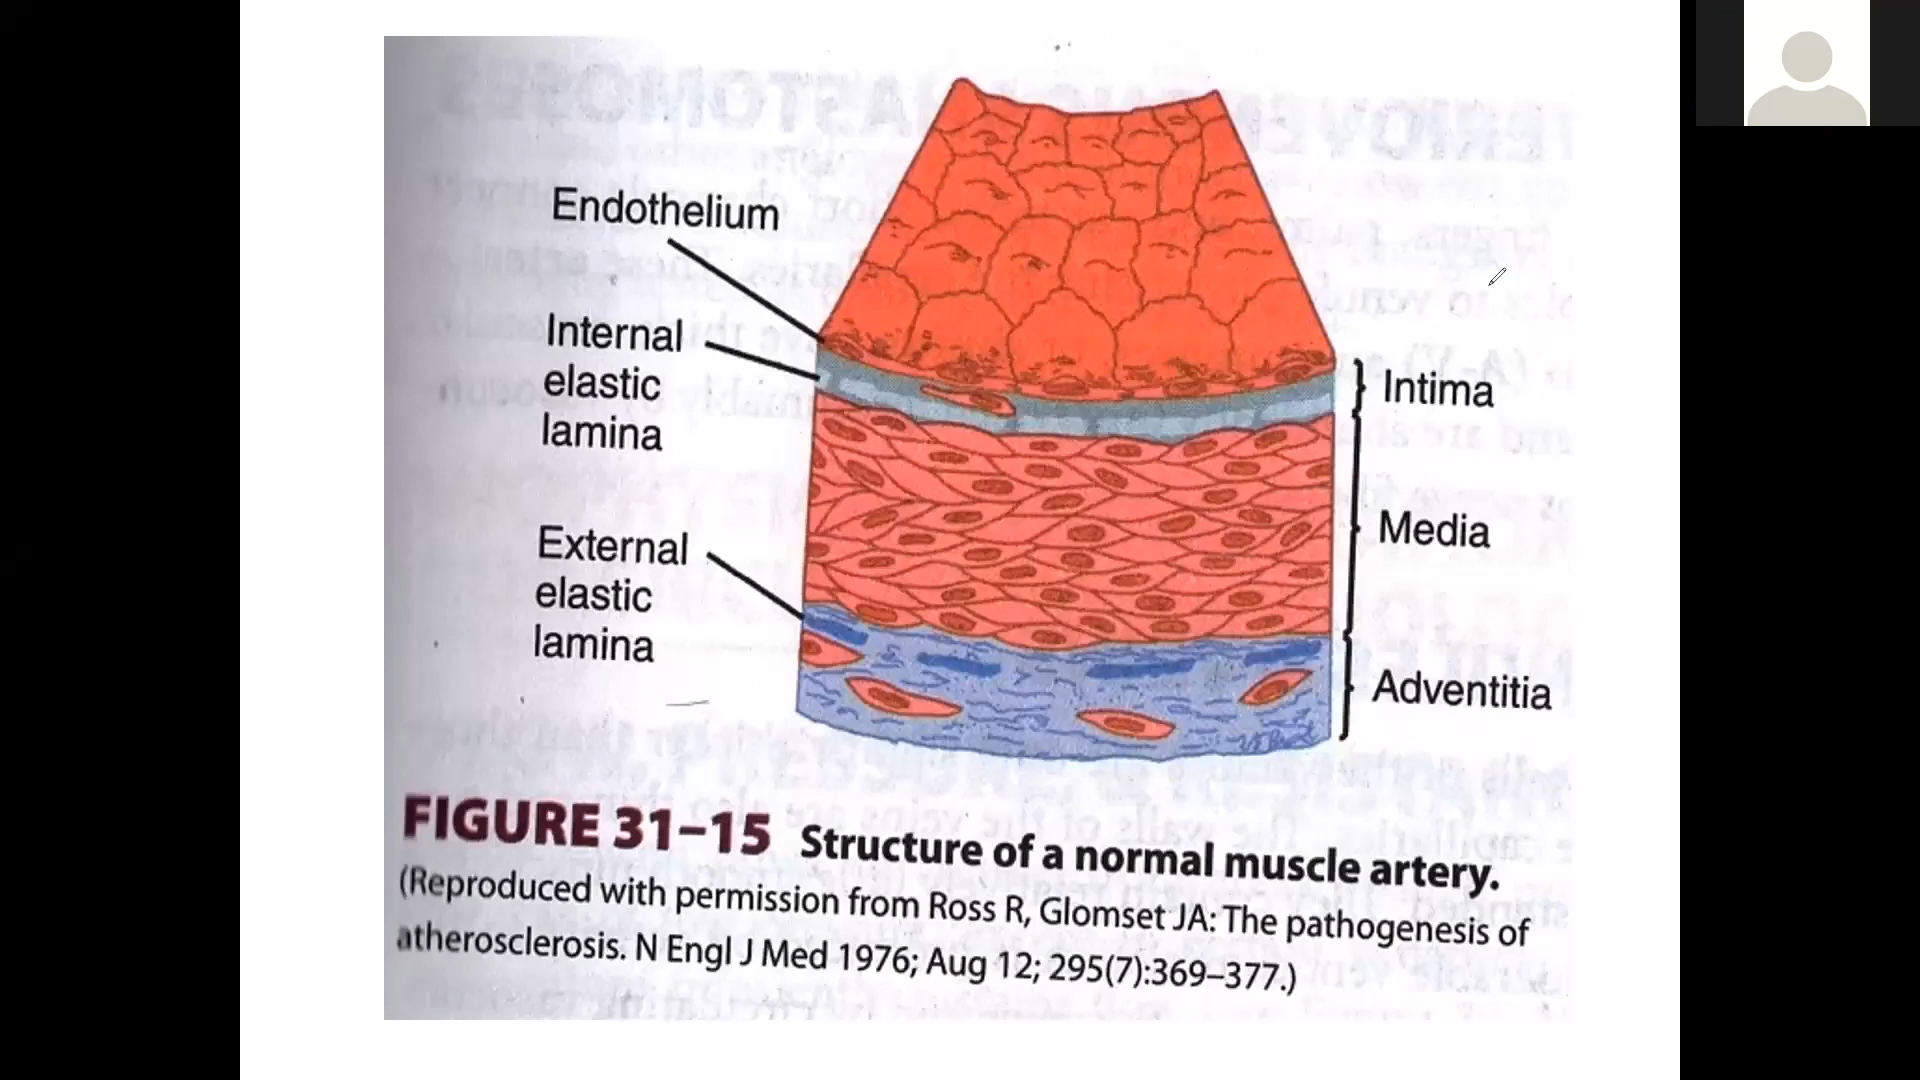 Endothelium
Internal
elastic
lamina
External
elastic
lamina
Intima
Media
Adventitia
FIGURE 31–15 Structure of a normal muscle artery.
(Reproduced with permission from Ross R, Glomset JA: The pathogenesis of
atherosclerosis. N Engl J Med 1976; Aug 12; 295(7):369–377.)